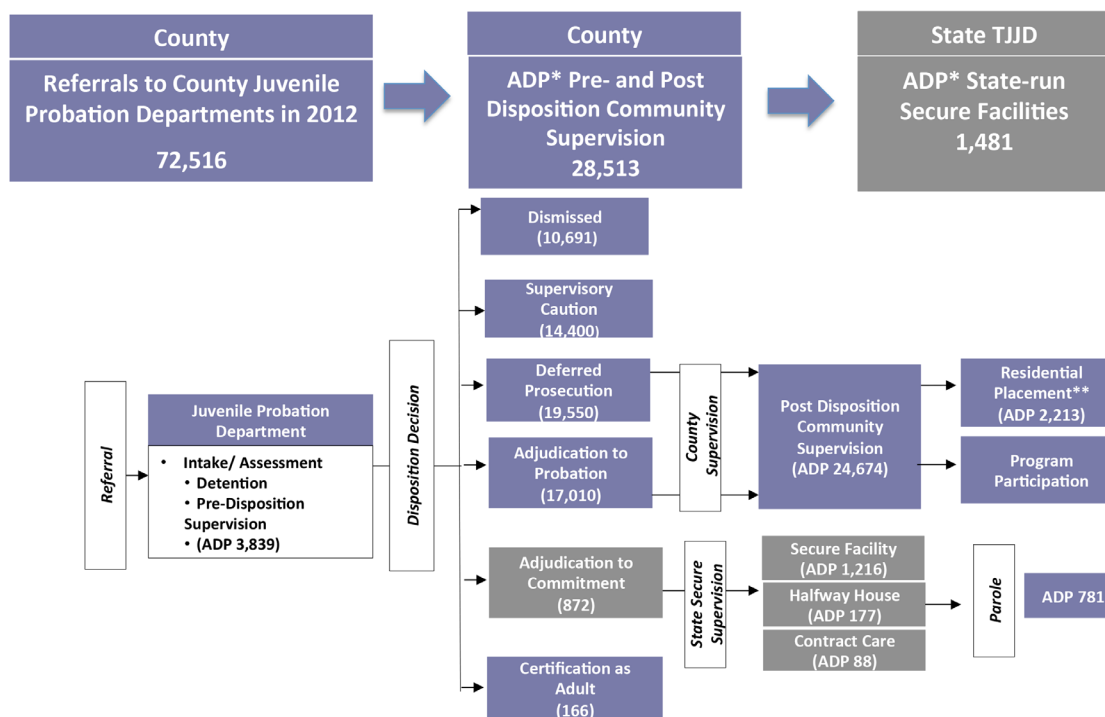 County
Referrals to County Juvenile
Probation Departments in 2012
72,516
County
ADP* Pre- and Post
Disposition Community
Supervision
28,513
State TJJD
ADP* State-run
Secure Facilities
1,481
Referral
Juvenile Probation
Department
• Intake/ Assessment
• Detention
• Pre-Disposition
Supervision
• (ADP 3,839)
Disposition Decision
Dismissed
(10,691)
Supervisory
Caution
(14,400)
Deferred
Prosecution
(19,550)
Adjudication to
Probation
(17,010)
County
Supervision
Post Disposition
Community
Supervision
(ADP 24,674)
Residential
Placement**
(ADP 2,213)
Program
Participation
Adjudication to
Commitment
(872)
State Secure
Supervision
Secure Facility
(ADP 1,216)
Halfway House
(ADP 177)
Contract Care
(ADP 88)
Parole
ADP 781
Certification as
Adult
(166)